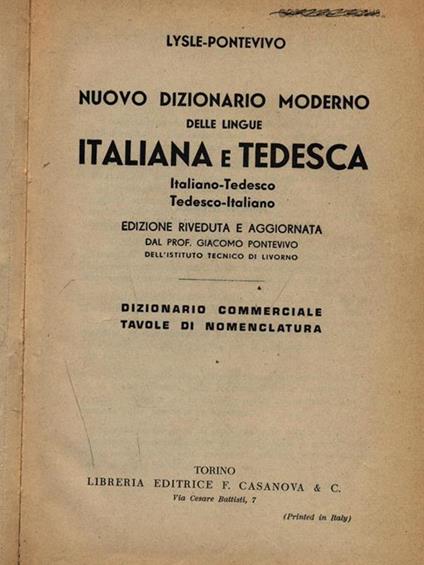 LYSLE-PONTEVIVO
NUOVO DIZIONARIO MODERNO
DELLE LINGUE
ITALIANA E TEDESCA
Italiano-Tedesco
Tedesco-Italiano
EDIZIONE RIVEDUTA E AGGIORNATA
DAL PROF. GIACOMO PONTEVIVO
DELL'ISTITUTO TECNICO DI LIVORNO
DIZIONARIO COMMERCIALE
TAVOLE DI NOMENCLATURA
TORINO
LIBRERIA EDITRICE F. CASANOVA & C.
Via Cesare Battisti, 7
(Printed in Italy)